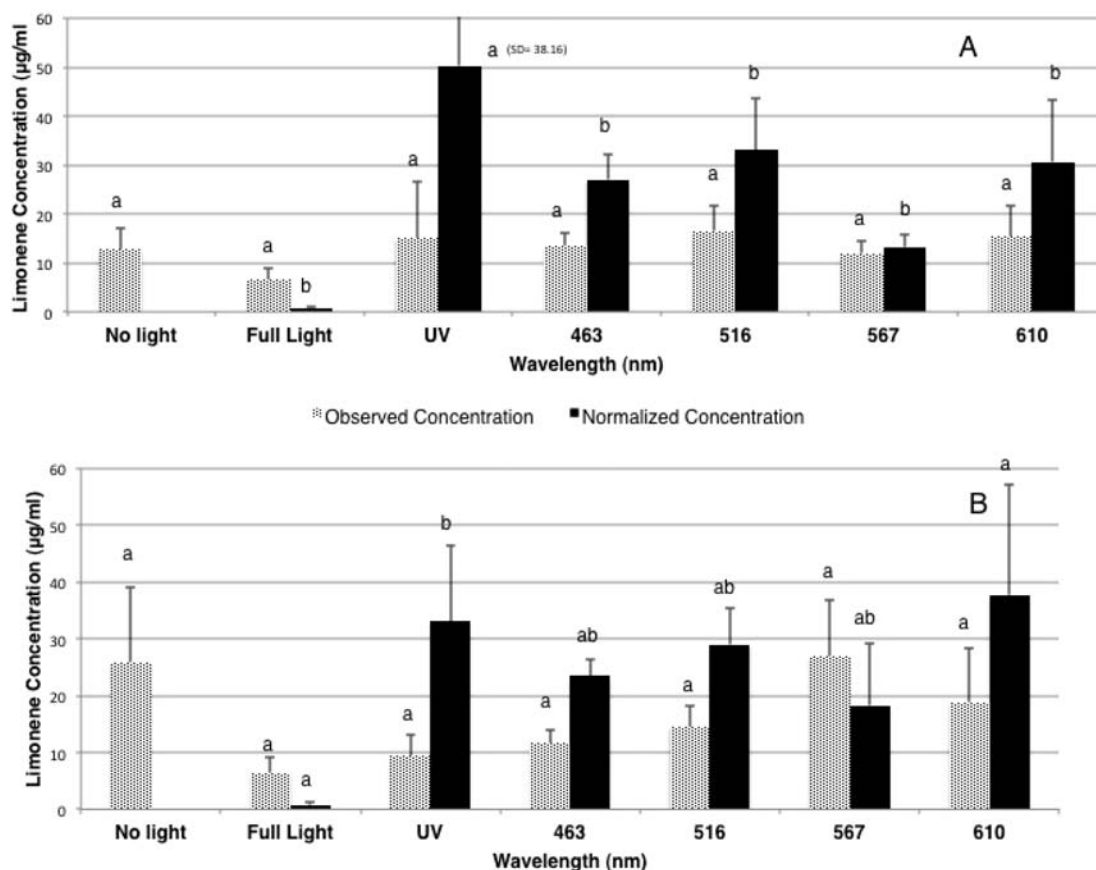 Limonene Concentration (µg/ml)
60
50
40
30
20
10
0
A
a
a
b
a
a (SD= 38.16)
a
b
a
b
a
b
a
b
No light Full Light UV 463 516 567 610
Wavelength (nm)
Observed Concentration Normalized Concentration
Limonene Concentration (µg/ml)
60
50
40
30
20
10
0
B
a
a
a
a
b
a
ab
a
ab
a
ab
a
a
No light Full Light UV 463 516 567 610
Wavelength (nm)